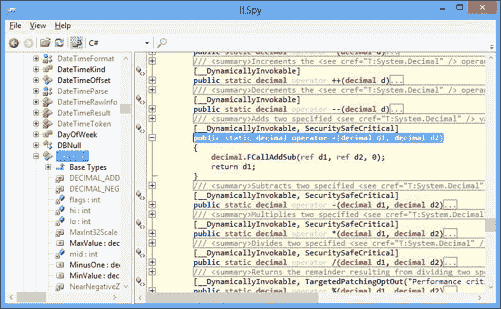 ILSpy
File View Help
C#
DateTimeFormat
DateTimeKind
DateTimeOffset
DateTimeParse
DateTimeRawInfo
DateTimeResult
DateTimeToken
DayOfWeek
DBNull
Base Types
DECIMAL_ADD
DECIMAL_NEG
flags : int
hi : int
lo : int
MaxInt32Scale
MaxValue : dec
mid : int
MinusOne : dec
MinValue : dec
NearNegativeZ
/// <summary>Increments the <see cref="T:System.Decimal" /> operan
[__DynamicallyInvokable]
public static decimal operator ++(decimal d)...
/// <summary>Decrements the <see cref="T:System.Decimal" /> operan
[__DynamicallyInvokable]
public static decimal operator --(decimal d)...
/// <summary>Adds two specified <see cref="T:System.Decimal" /> va
[__DynamicallyInvokable, SecuritySafeCritical]
public static decimal operator +(decimal d1, decimal d2)
{
decimal.FCallAddSub(ref d1, ref d2, 0);
return d1;
}
/// <summary>Subtracts two specified <see cref="T:System.Decimal"
[__DynamicallyInvokable, SecuritySafeCritical]
public static decimal operator -(decimal d1, decimal d2)...
/// <summary>Multiplies two specified <see cref="T:System.Decimal"
[__DynamicallyInvokable, SecuritySafeCritical]
public static decimal operator *(decimal d1, decimal d2)...
/// <summary>Divides two specified <see cref="T:System.Decimal" />
[__DynamicallyInvokable, SecuritySafeCritical]
public static decimal operator /(decimal d1, decimal d2)...
/// <summary>Returns the remainder resulting from dividing two spe
[__DynamicallyInvokable, TargetedPatchingOptOut("Performance crit
public static decimal operator %(decimal d1, decimal d2)...